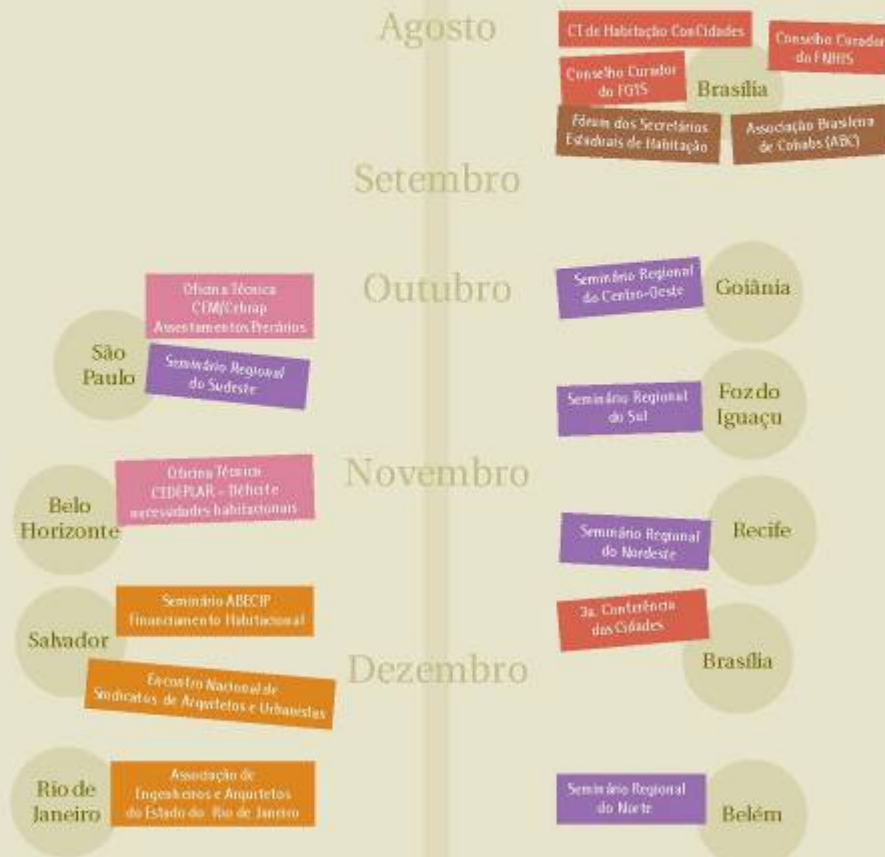 Agosto
CT de Habitação ConCidades
Conselho Curador
do FNHIS
Conselho Curador
do FGTS
Brasília
Fórum dos Secretários
Estaduais de Habitação
Associação Brasileira
de Cohabs (ABC)
Setembro
Outubro
Oficina Técnica
CEM/Cebrap
Assentamentos Precários
São
Paulo
Seminário Regional
do Sudeste
Seminário Regional
do Centro-Oeste
Goiânia
Seminário Regional
do Sul
Foz do
Iguaçu
Novembro
Oficina Técnica
CEDEPLAR - Déficit e
necessidades habitacionais
Belo
Horizonte
Seminário Regional
do Nordeste
Recife
Seminário ABECIP
Financiamento Habitacional
Salvador
Encontro Nacional de
Sindicatos de Arquitetos e Urbanistas
3a. Conferência
das Cidades
Brasília
Dezembro
Rio de
Janeiro
Associação de
Engenheiros e Arquitetos
do Estado do Rio de Janeiro
Seminário Regional
do Norte
Belém